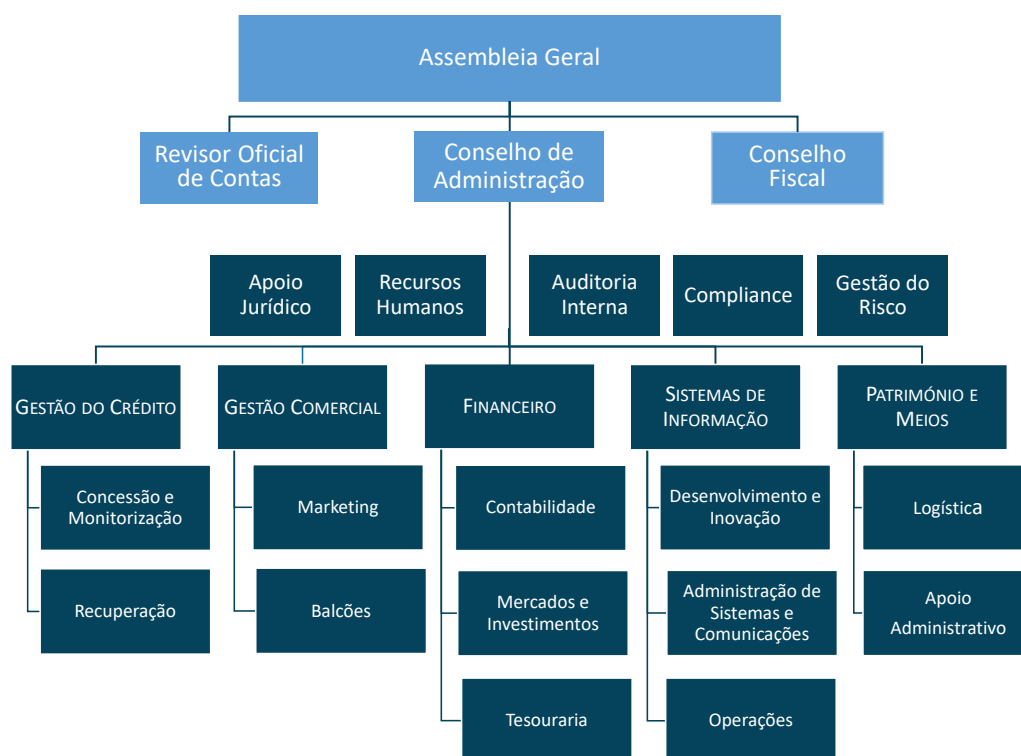 Assembleia Geral
Revisor Oficial
de Contas
Conselho de
Administração
Conselho
Fiscal
Apoio
Jurídico
Recursos
Humanos
Auditoria
Interna
Compliance
Gestão do
Risco
GESTÃO DO CRÉDITO
GESTÃO COMERCIAL
FINANCEIRO
SISTEMAS DE
INFORMAÇÃO
PATRIMÓNIO E
MEIOS
Concessão e
Monitorização
Marketing
Contabilidade
Desenvolvimento e
Inovação
Logística
Recuperação
Balcões
Mercados e
Investimentos
Administração de
Sistemas e
Comunicações
Apoio
Administrativo
Tesouraria
Operações